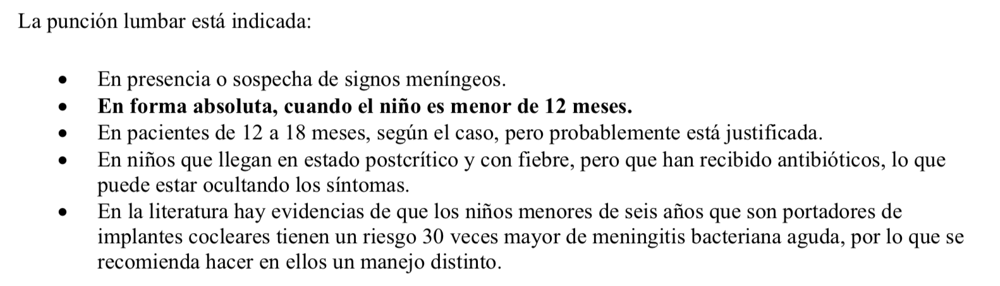 La punción lumbar está indicada:
• En presencia o sospecha de signos meníngeos.
• En forma absoluta, cuando el niño es menor de 12 meses.
• En pacientes de 12 a 18 meses, según el caso, pero probablemente está justificada.
• En niños que llegan en estado postcrítico y con fiebre, pero que han recibido antibióticos, lo que
puede estar ocultando los síntomas.
• En la literatura hay evidencias de que los niños menores de seis años que son portadores de
implantes cocleares tienen un riesgo 30 veces mayor de meningitis bacteriana aguda, por lo que se
recomienda hacer en ellos un manejo distinto.